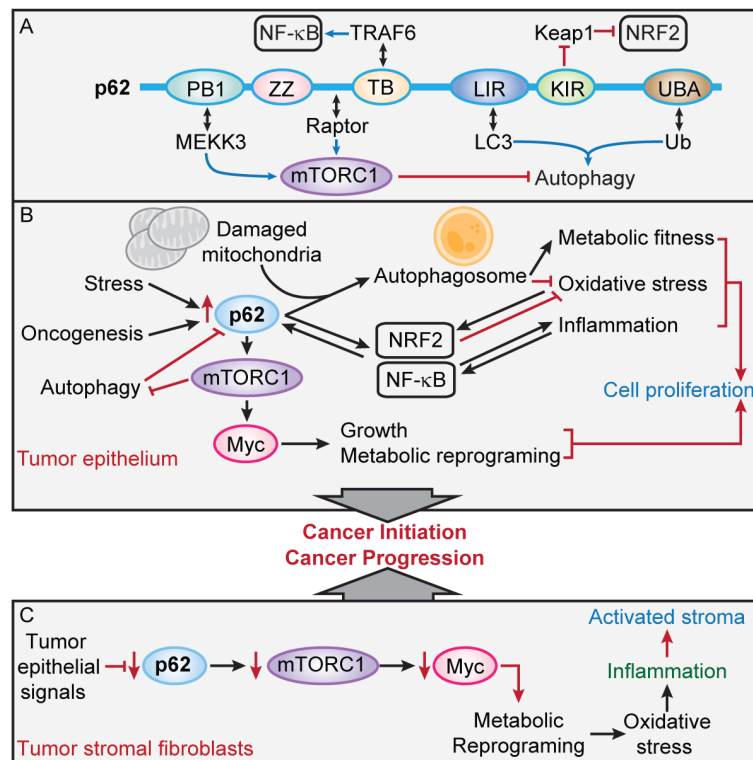 A
NF-κB
TRAF6
Keap1
NRF2
p62
PB1
ZZ
TB
LIR
KIR
UBA
MEKK3
Raptor
LC3
Ub
mTORC1
Autophagy
B
Damaged
mitochondria
Metabolic fitness
Stress
Autophagosome
Oxidative stress
p62
Oncogenesis
NRF2
Inflammation
Autophagy
mTORC1
NF-κB
Cell proliferation
Myc
Growth
Metabolic reprograming
Tumor epithelium
Cancer Initiation
Cancer Progression
C
Activated stroma
Tumor
epithelial
signals
p62
mTORC1
Myc
Inflammation
Metabolic
Reprograming
Oxidative
stress
Tumor stromal fibroblasts